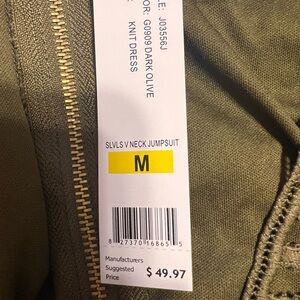 LE: J03556J
OR: G0909 DARK OLIVE
KNIT DRESS
SLVLS V NECK JUMPSUIT
M
8 27370 16865 5
Manufacturers
Suggested
Price
$ 49.97